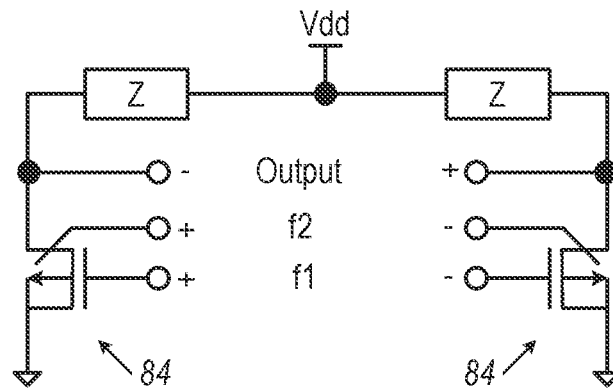 Vdd
Z Z
- Output +
+ f2 -
+ f1 -
84 84